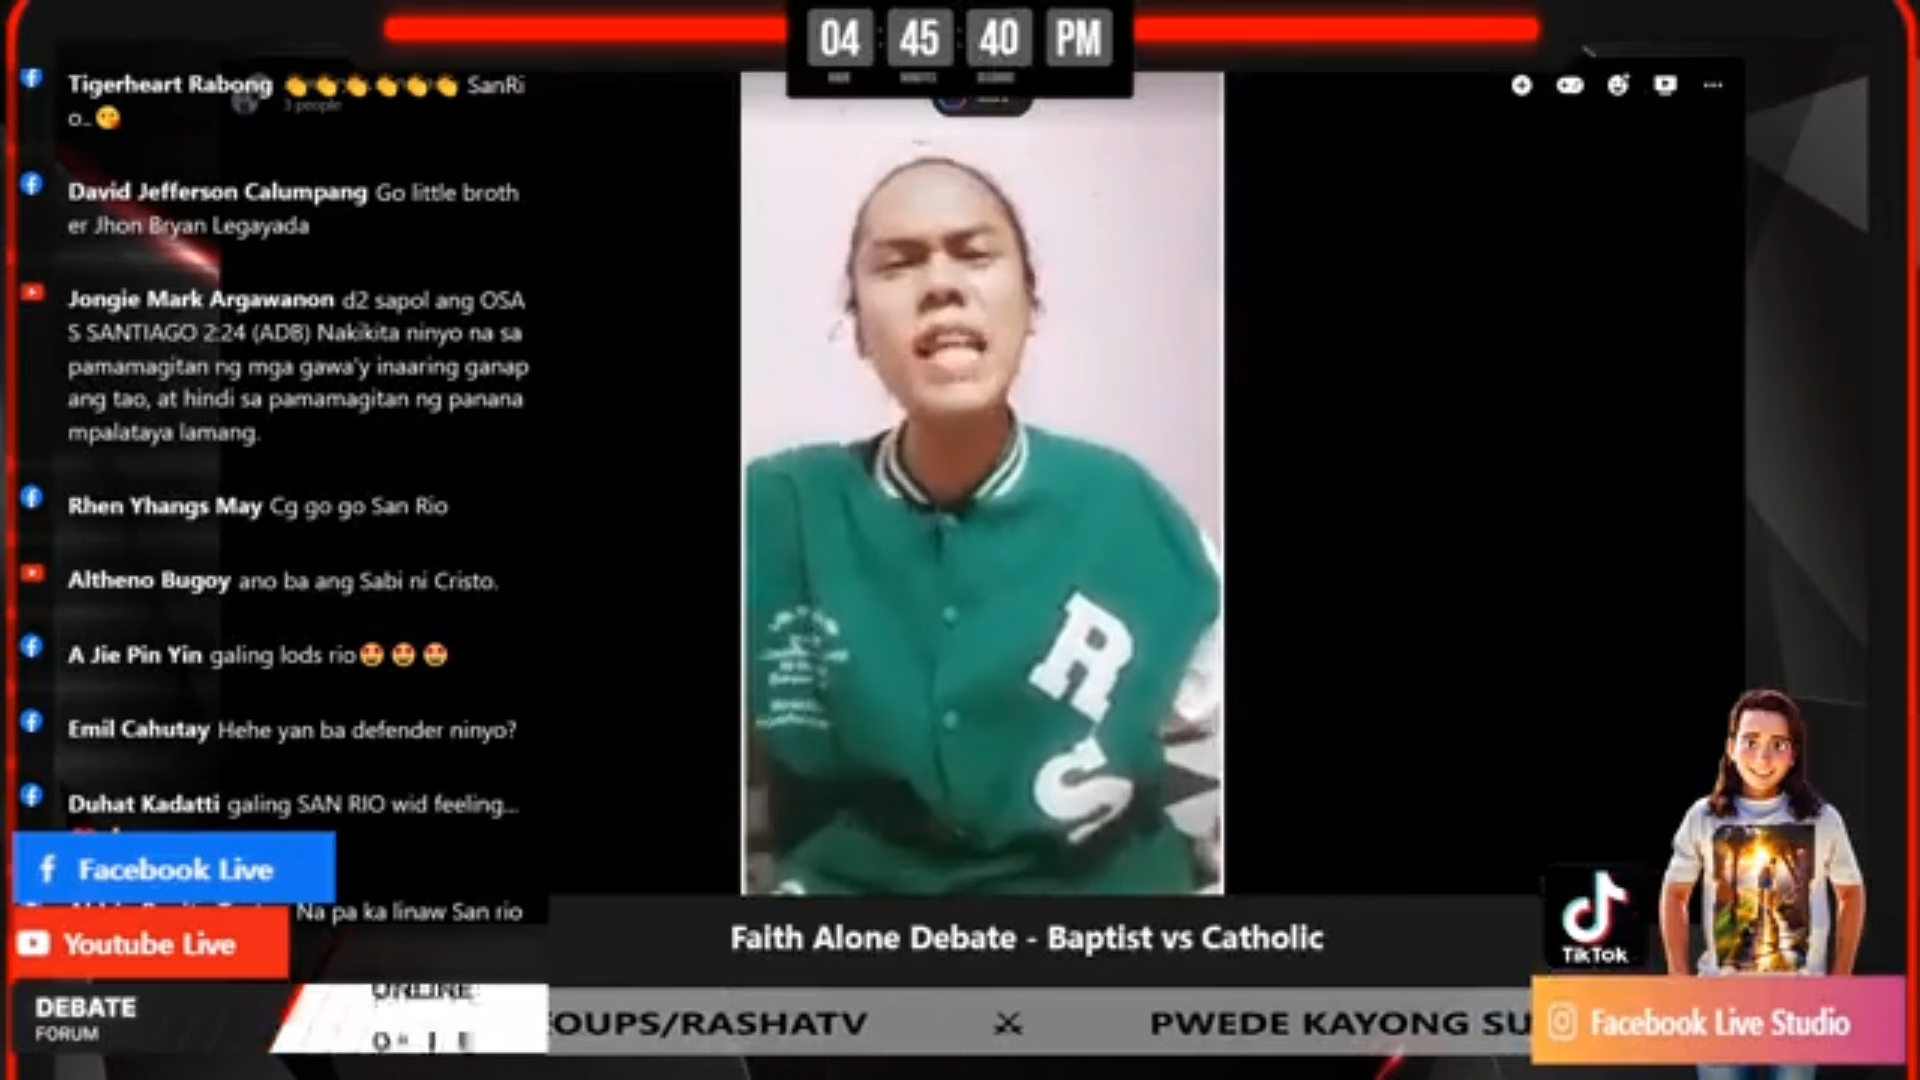 04 : 45 : 40 PM
Tigerheart Rabong 👏👏👏👏👏👏 SanRi
3 people
o..😘
David Jefferson Calumpang Go little broth
er Jhon Bryan Legayada
Jongie Mark Argawanon d2 sapol ang OSA
S SANTIAGO 2:24 (ADB) Nakikita ninyo na sa
pamamagitan ng mga gawa'y inaaring ganap
ang tao, at hindi sa pamamagitan ng panana
mpalataya lamang.
Rhen Yhangs May Cg go go San Rio
Altheno Bugoy ano ba ang Sabi ni Cristo.
A Jie Pin Yin galing lods rio🤩🤩🤩
Emil Cahutay Hehe yan ba defender ninyo?
Duhat Kadatti galing SAN RIO wid feeling...
Facebook Live
Na pa ka linaw San rio
Youtube Live
RS
Faith Alone Debate - Baptist vs Catholic
TikTok
DEBATE
FORUM
ONLINE
OUPS/RASHATV ⚔ PWEDE KAYONG SU
Facebook Live Studio